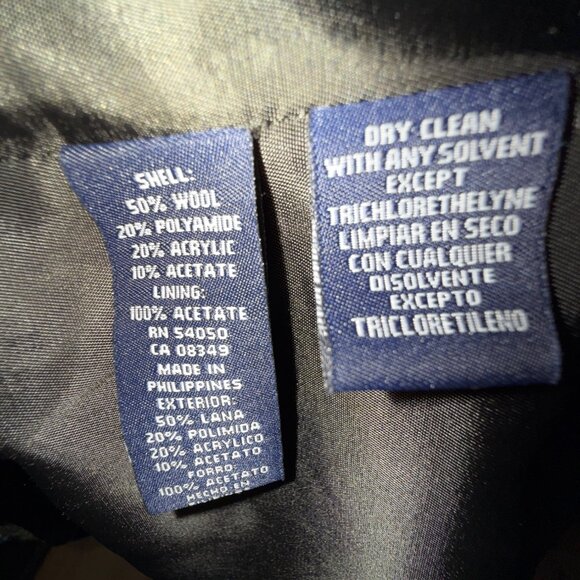 SHELL:
50% WOOL
20% POLYAMIDE
20% ACRYLIC
10% ACETATE
LINING:
100% ACETATE
RN 54050
CA 08349
MADE IN
PHILIPPINES
EXTERIOR:
50% LANA
20% POLIMIDA
20% ACRYLICO
10% ACETATO
FORRO:
100% ACETATO
HECHO EN
DRY CLEAN
WITH ANY SOLVENT
EXCEPT
TRICHLORETHELYNE
LIMPIAR EN SECO
CON CUALQUIER
DISOLVENTE
EXCEPTO
TRICLORETILENO